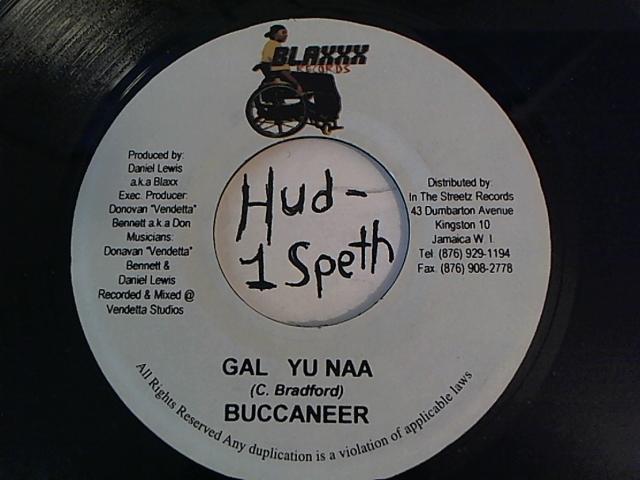 BLAXXX
RECORDS
Produced by:
Daniel Lewis
a.k.a Blaxx
Exec. Producer:
Donovan "Vendetta"
Bennett a.k.a Don
Musicians:
Donavan "Vendetta"
Bennett &
Daniel Lewis
Recorded & Mixed @
Vendetta Studios
Hud-
1 Speth
Distributed by:
In The Streetz Records
43 Dumbarton Avenue
Kingston 10
Jamaica W. I.
Tel (876) 929-1194
Fax. (876) 908-2778
GAL YU NAA
(C. Bradford)
BUCCANEER
All Rights Reserved Any duplication is a violation of applicable laws